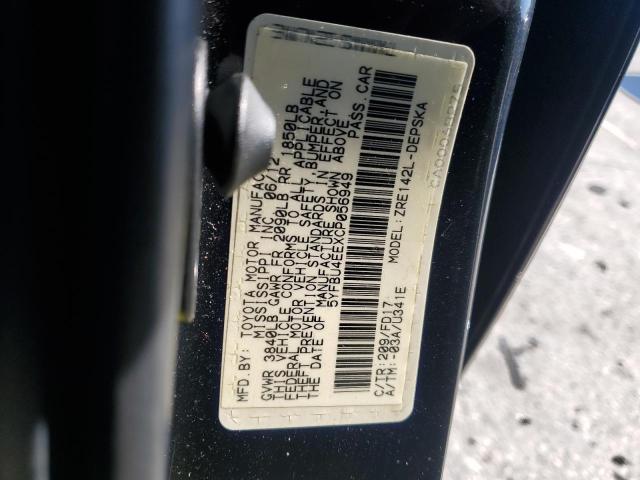 MFD.BY: TOYOTA MOTOR MANUFAC
MISSISSIPPI INC. 06/12
GVWR 3840LB GAWR FR 2090LB RR 1850LB
THIS VEHICLE CONFORMS TO ALL APPLICABLE
FEDERAL MOTOR VEHICLE SAFETY, BUMPER, AND
THEFT PREVENTION STANDARDS IN EFFECT ON
THE DATE OF MANUFACTURE SHOWN ABOVE.
5YFBU4EEXCP056949 PASS.CAR
C/TR: 209/FD17 MODEL: ZRE142L-DEPSKA
A/TM: -03A/U341E